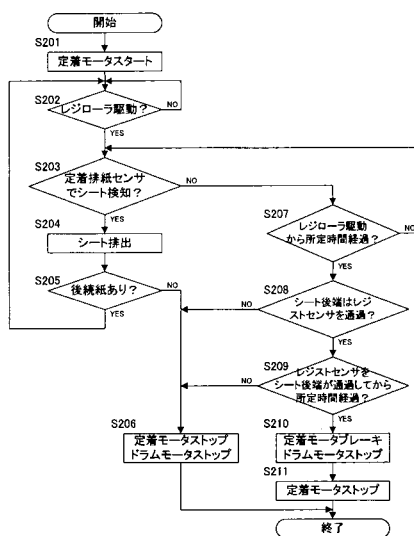 開始
S201
定着モータスタート
S202
レジローラ駆動？
NO
YES
S203
定着排紙センサ
でシート検知？
NO
YES
S204
シート排出
S205
後続紙あり？
NO
YES
S207
レジローラ駆動
から所定時間経過？
NO
YES
S208
シート後端はレジ
ストセンサを通過？
NO
YES
S209
レジストセンサを
シート後端が通過してから
所定時間経過？
NO
YES
S206
定着モータストップ
ドラムモータストップ
S210
定着モータブレーキ
ドラムモータストップ
S211
定着モータストップ
終了